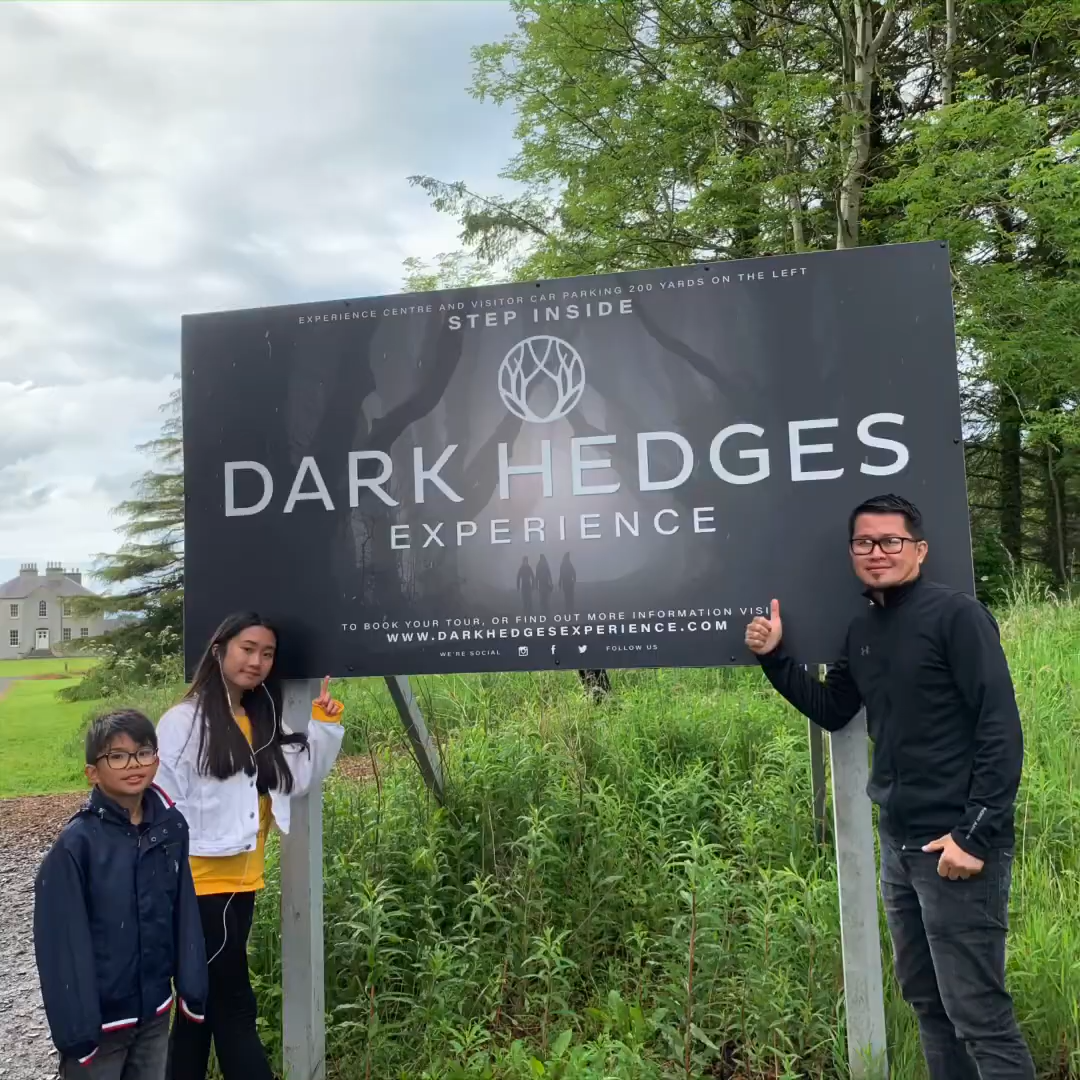 EXPERIENCE CENTRE AND VISITOR CAR PARKING 200 YARDS ON THE LEFT
STEP INSIDE
DARK HEDGES
EXPERIENCE
TO BOOK YOUR TOUR, OR FIND OUT MORE INFORMATION VISI
WWW.DARKHEDGESEXPERIENCE.COM
WE'RE SOCIAL FOLLOW US